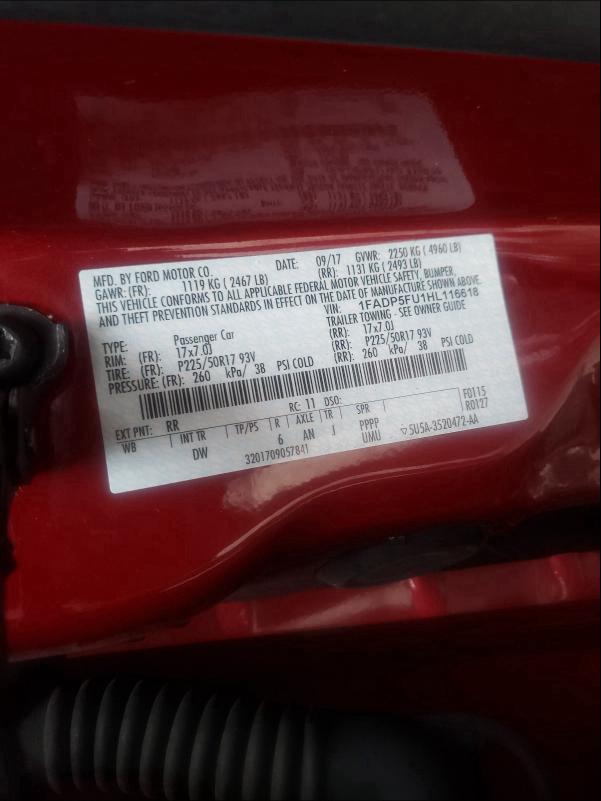 MFD. BY FORD MOTOR CO.
DATE: 09/17 GVWR: 2250 KG ( 4960 LB)
GAWR: (FR): 1119 KG ( 2467 LB) (RR): 1131 KG ( 2493 LB)
THIS VEHICLE CONFORMS TO ALL APPLICABLE FEDERAL MOTOR VEHICLE SAFETY, BUMPER,
AND THEFT PREVENTION STANDARDS IN EFFECT ON THE DATE OF MANUFACTURE SHOWN ABOVE.
VIN: 1FADP5FU1HL116618
TYPE: Passenger Car TRAILER TOWING - SEE OWNER GUIDE
RIM: (FR): 17x7.0J (RR): 17x7.0J
TIRE: (FR): P225/50R17 93V (RR): P225/50R17 93V
PRESSURE: (FR): 260 kPa/ 38 PSI COLD (RR): 260 kPa/ 38 PSI COLD
EXT PNT: RR RC: 11 DSO: F0115
WB INT TR TP/PS R AXLE TR SPR R0127
DW 6 AN J PPPP
UMU ▽ 5U5A-3520472-AA
3201709057841